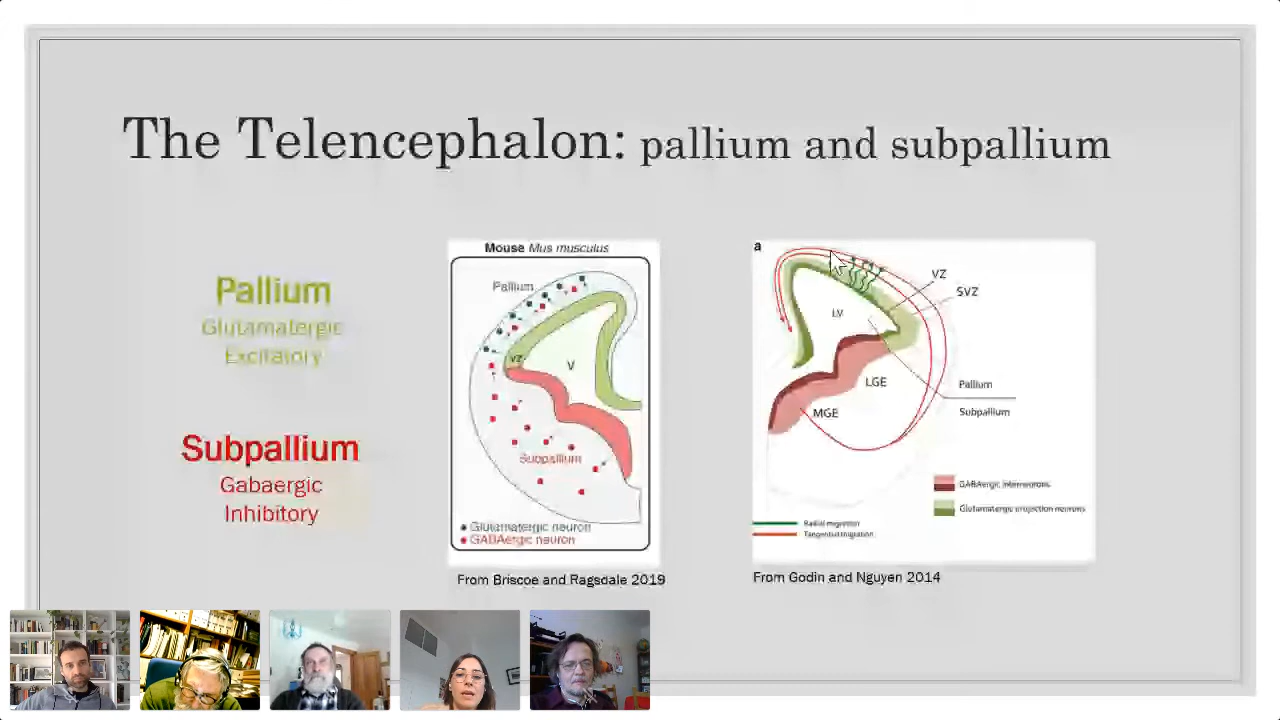 The Telencephalon: pallium and subpallium
Pallium
Glutamatergic
Excitatory
Subpallium
Gabaergic
Inhibitory
Mouse Mus musculus
Pallium
VZ
V
Subpallium
Glutamatergic neuron
GABAergic neuron
From Briscoe and Ragsdale 2019
a
VZ
SVZ
LV
LGE
MGE
Pallium
Subpallium
GABAergic interneurons
Glutamatergic projection neurons
Radial migration
Tangential migration
From Godin and Nguyen 2014